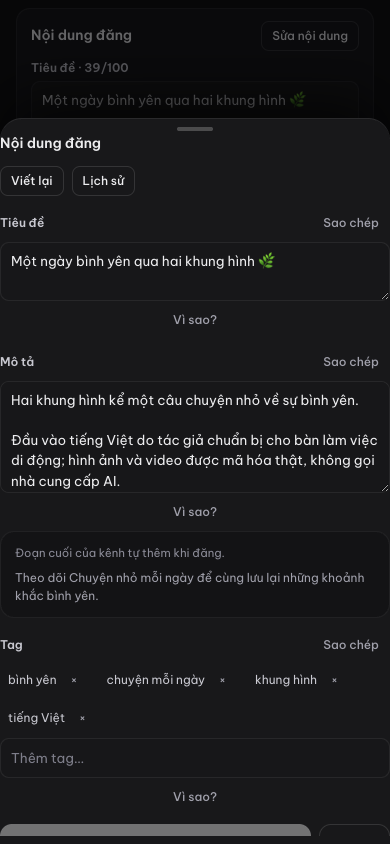 Nội dung đăng
Sửa nội dung
Tiêu đề · 39/100
Một ngày bình yên qua hai khung hình 🌿
Nội dung đăng
Viết lại
Lịch sử
Tiêu đề
Sao chép
Một ngày bình yên qua hai khung hình 🌿
Vì sao?
Mô tả
Sao chép
Hai khung hình kể một câu chuyện nhỏ về sự bình yên.
Đầu vào tiếng Việt do tác giả chuẩn bị cho bàn làm việc
di động; hình ảnh và video được mã hóa thật, không gọi
nhà cung cấp AI.
Vì sao?
Đoạn cuối của kênh tự thêm khi đăng.
Theo dõi Chuyện nhỏ mỗi ngày để cùng lưu lại những khoảnh
khắc bình yên.
Tag
Sao chép
bình yên ×
chuyện mỗi ngày ×
khung hình ×
tiếng Việt ×
Thêm tag...
Vì sao?